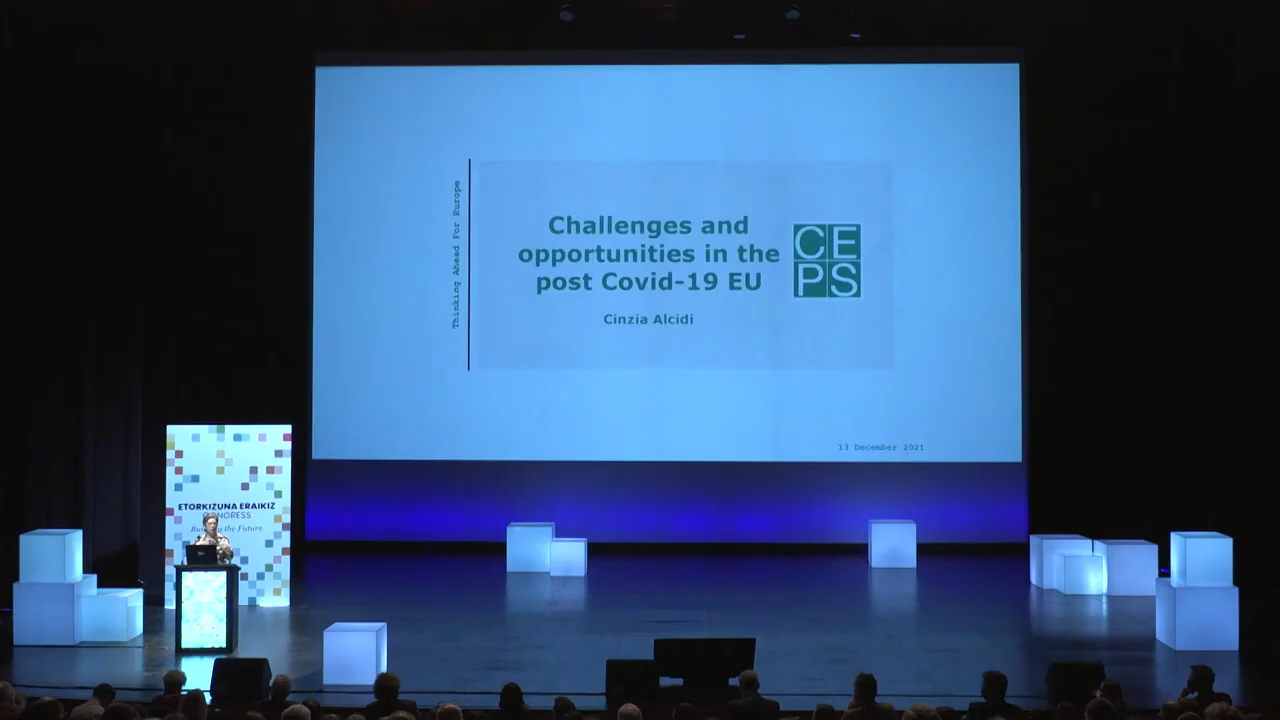 Thinking Ahead For Europe
Challenges and
opportunities in the
post Covid-19 EU
Cinzia Alcidi
CE
PS
13 December 2021
ETORKIZUNA ERAIKIZ
CONGRESS
the Future